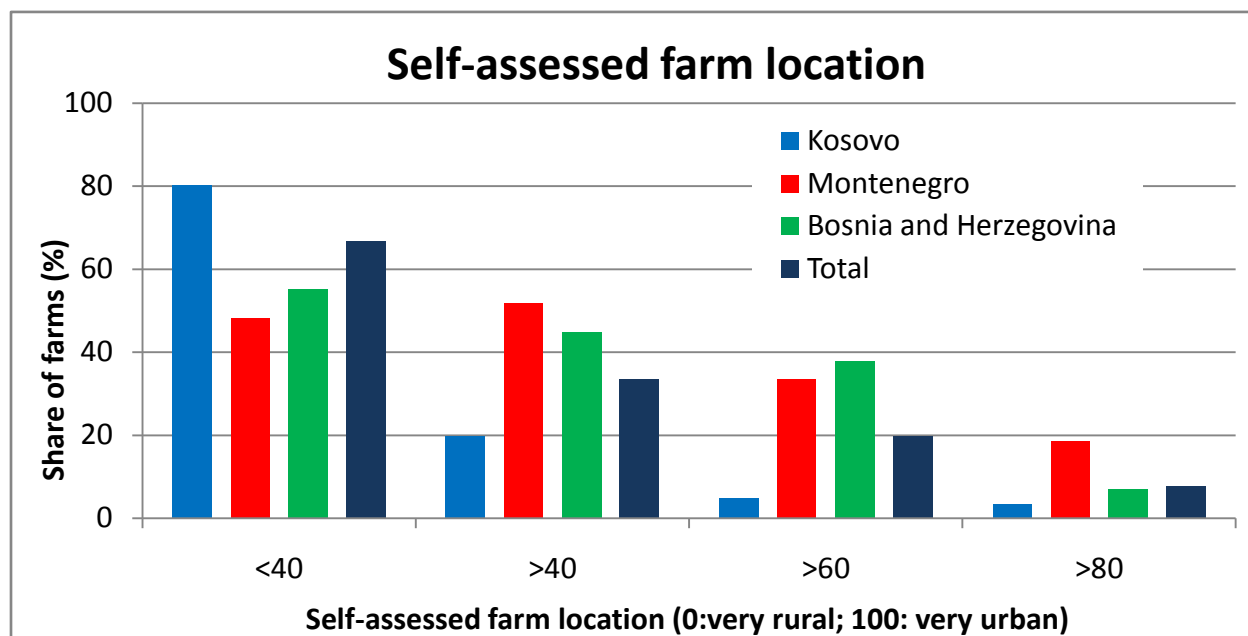 Self-assessed farm location
100
80
60
40
20
0
Share of farms (%)
Kosovo
Montenegro
Bosnia and Herzegovina
Total
<40 >40 >60 >80
Self-assessed farm location (0:very rural; 100: very urban)